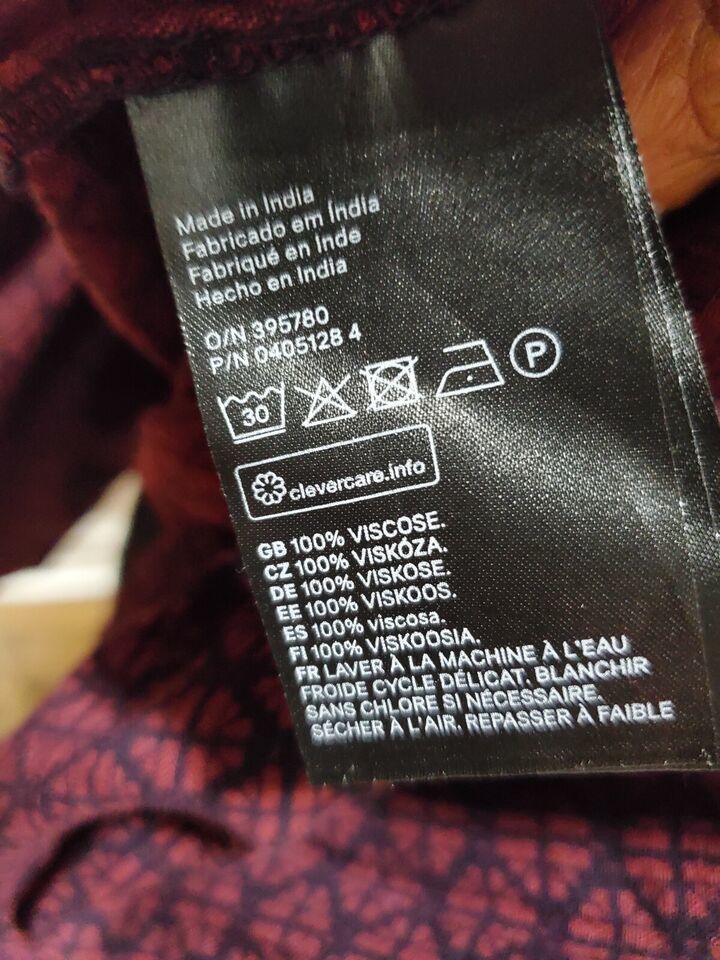 Made in India
Fabricado em Índia
Fabriqué en Inde
Hecho en India
O/N 395780
P/N 0405128 4
30 P
clevercare.info
GB 100% VISCOSE.
CZ 100% VISKÓZA.
DE 100% VISKOSE.
EE 100% VISKOOS.
ES 100% viscosa.
FI 100% VISKOOSIA.
FR LAVER À LA MACHINE À L'EAU
FROIDE CYCLE DÉLICAT. BLANCHIR
SANS CHLORE SI NÉCESSAIRE.
SÉCHER À L'AIR. REPASSER À FAIBLE